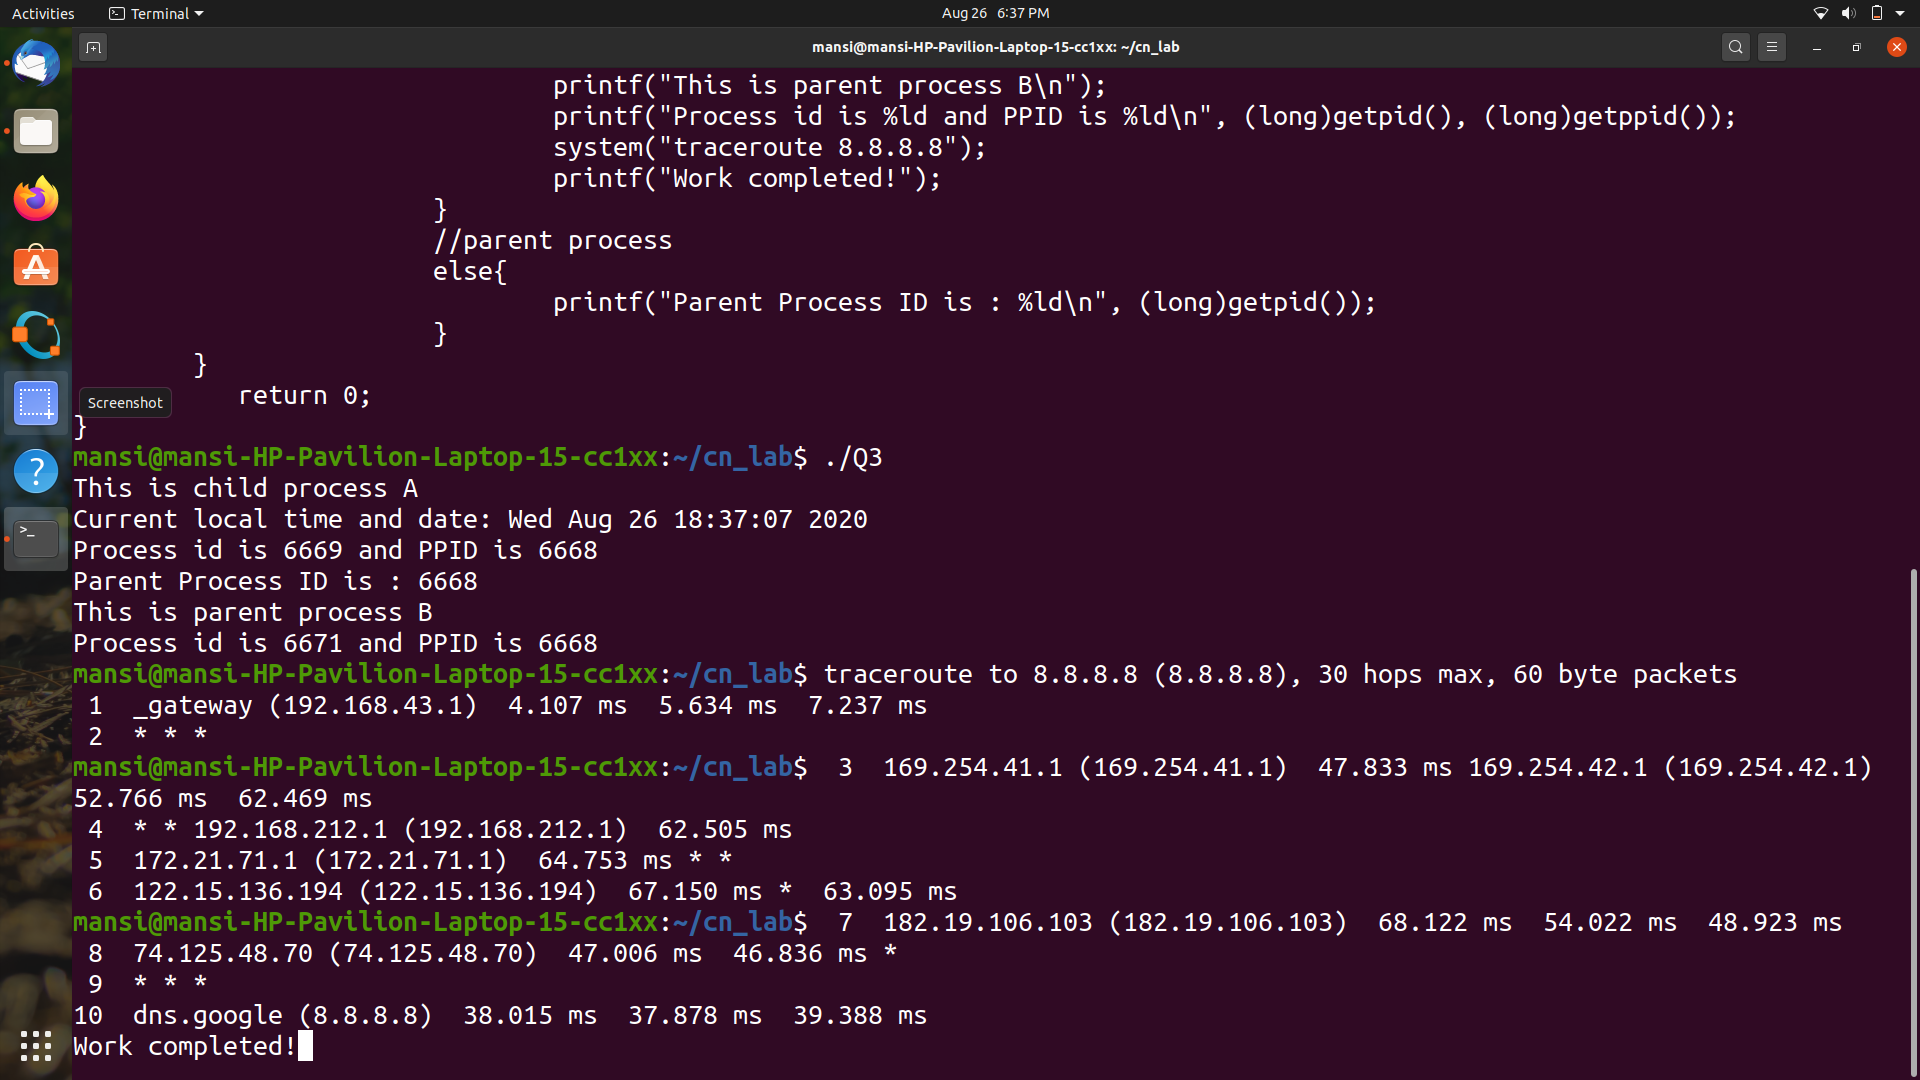 Activities
Terminal
Aug 26 6:37 PM
mansi@mansi-HP-Pavilion-Laptop-15-cc1xx: ~/cn_lab
printf("This is parent process B\n");
printf("Process id is %ld and PPID is %ld\n", (long)getpid(), (long)getppid());
system("traceroute 8.8.8.8");
printf("Work completed!");
}
//parent process
else{
printf("Parent Process ID is : %ld\n", (long)getpid());
}
}
return 0;
Screenshot
}
mansi@mansi-HP-Pavilion-Laptop-15-cc1xx:~/cn_lab$ ./Q3
This is child process A
Current local time and date: Wed Aug 26 18:37:07 2020
Process id is 6669 and PPID is 6668
Parent Process ID is : 6668
This is parent process B
Process id is 6671 and PPID is 6668
mansi@mansi-HP-Pavilion-Laptop-15-cc1xx:~/cn_lab$ traceroute to 8.8.8.8 (8.8.8.8), 30 hops max, 60 byte packets
1  _gateway (192.168.43.1)  4.107 ms  5.634 ms  7.237 ms
2  * * *
mansi@mansi-HP-Pavilion-Laptop-15-cc1xx:~/cn_lab$  3  169.254.41.1 (169.254.41.1)  47.833 ms 169.254.42.1 (169.254.42.1)
52.766 ms  62.469 ms
4  * * 192.168.212.1 (192.168.212.1)  62.505 ms
5  172.21.71.1 (172.21.71.1)  64.753 ms * *
6  122.15.136.194 (122.15.136.194)  67.150 ms *  63.095 ms
mansi@mansi-HP-Pavilion-Laptop-15-cc1xx:~/cn_lab$  7  182.19.106.103 (182.19.106.103)  68.122 ms  54.022 ms  48.923 ms
8  74.125.48.70 (74.125.48.70)  47.006 ms  46.836 ms *
9  * * *
10  dns.google (8.8.8.8)  38.015 ms  37.878 ms  39.388 ms
Work completed!